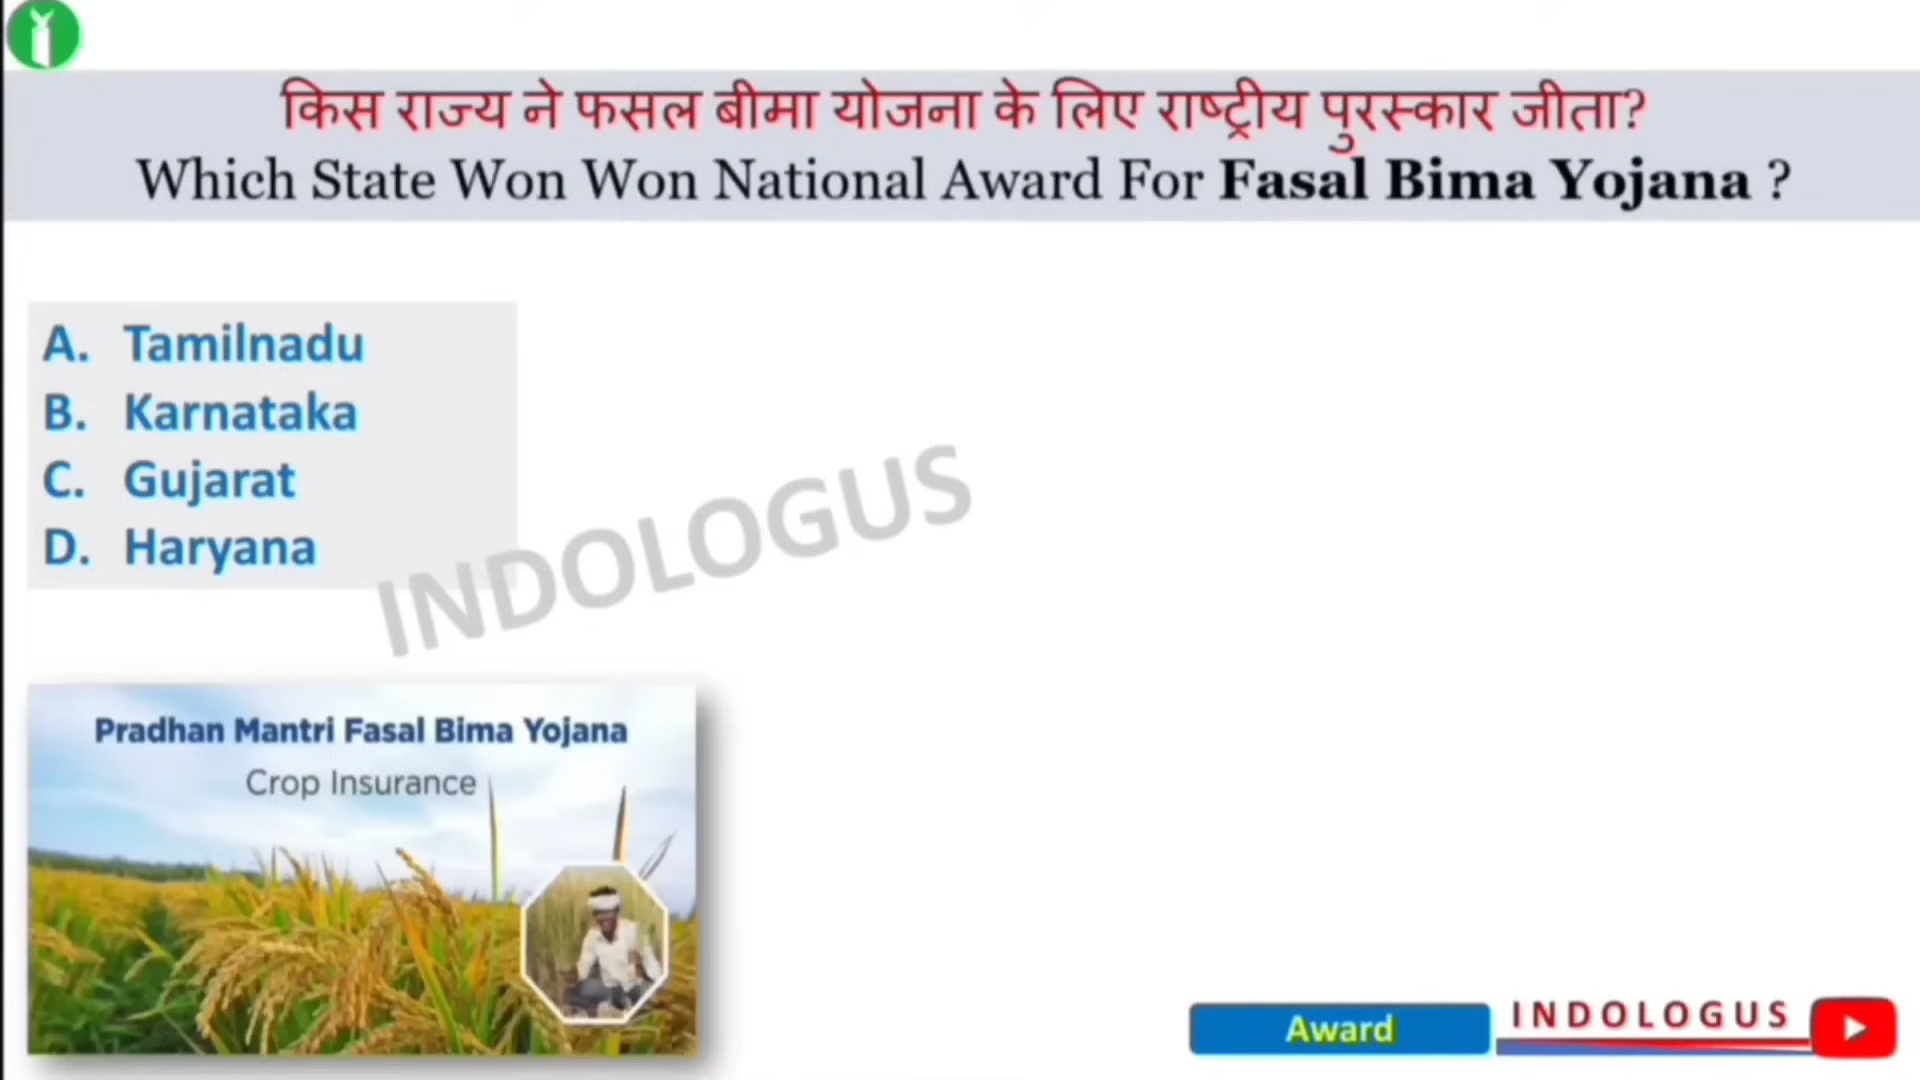 किस राज्य ने फसल बीमा योजना के लिए राष्ट्रीय पुरस्कार जीता?
Which State Won Won National Award For Fasal Bima Yojana ?
A. Tamilnadu
B. Karnataka
C. Gujarat
D. Haryana
INDOLOGUS
Pradhan Mantri Fasal Bima Yojana
Crop Insurance
Award
INDOLOGUS